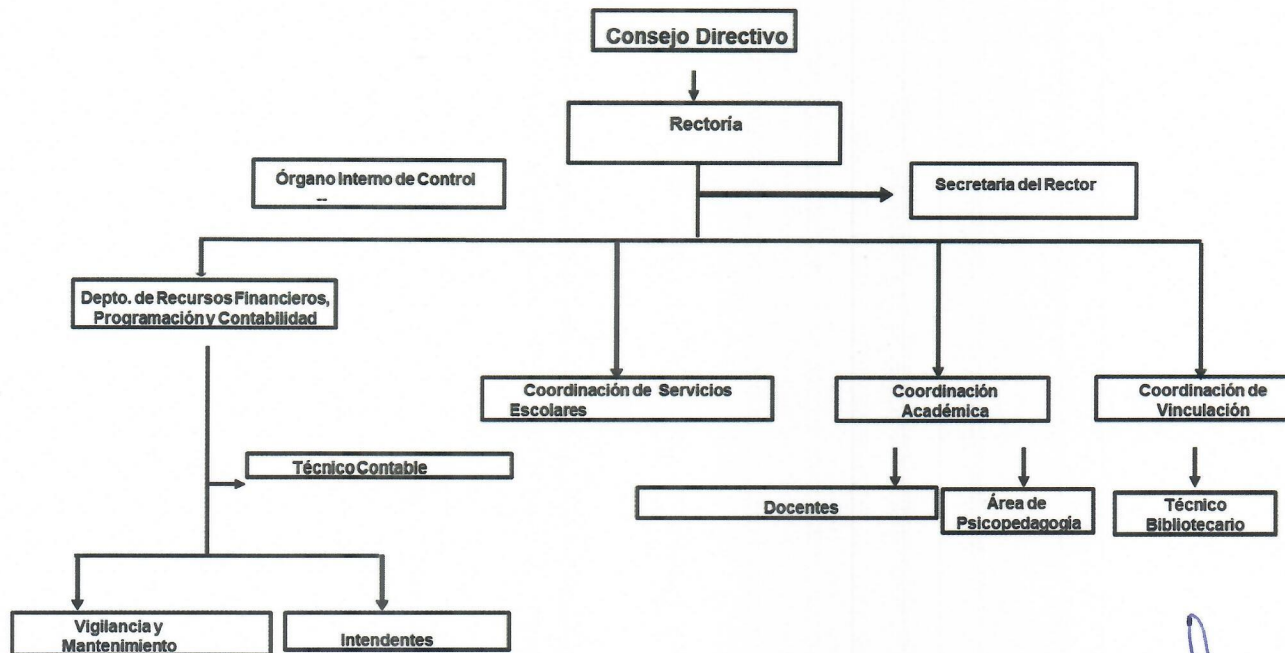 Consejo Directivo
Rectoría
Órgano Interno de Control
--
Secretaria del Rector
Depto. de Recursos Financieros,
Programación y Contabilidad
Coordinación de Servicios
Escolares
Coordinación
Académica
Coordinación de
Vinculación
Técnico Contable
Docentes
Área de
Psicopedagogía
Técnico
Bibliotecario
Vigilancia y
Mantenimiento
Intendentes